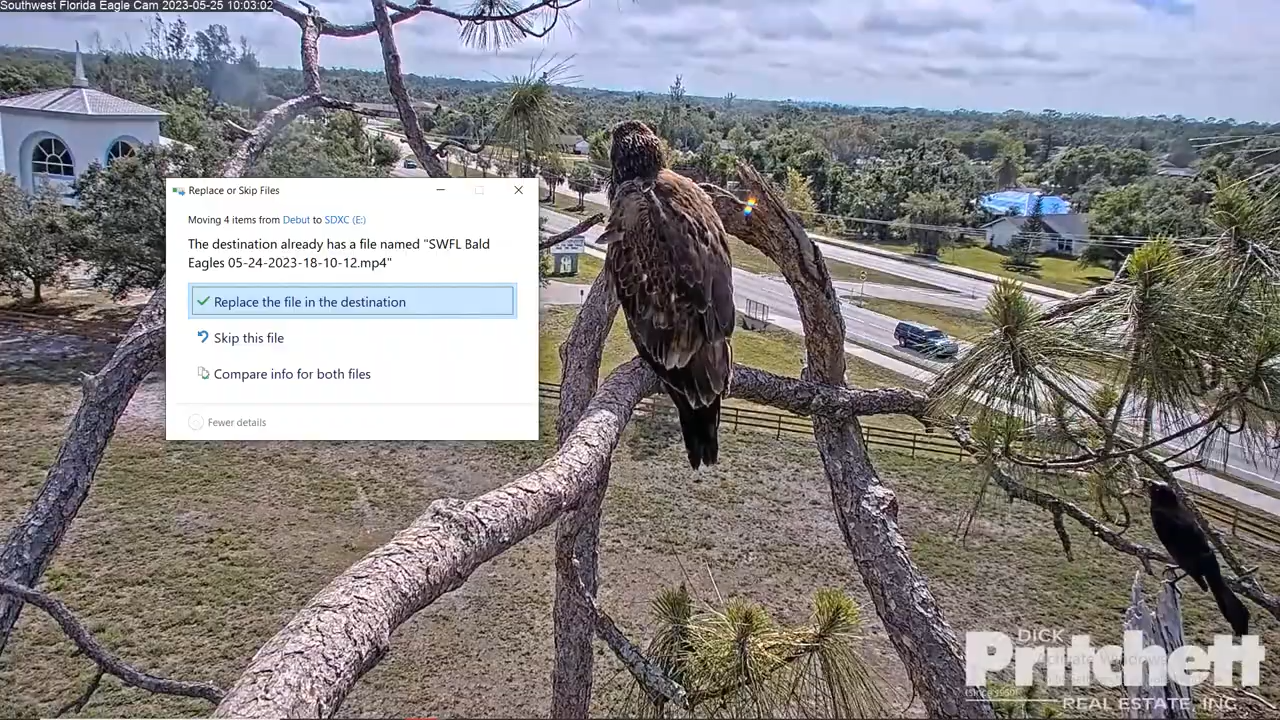 Southwest Florida Eagle Cam 2023-05-25 10:03:02
Replace or Skip Files
Moving 4 items from Debut to SDXC (E:)
The destination already has a file named "SWFL Bald
Eagles 05-24-2023-18-10-12.mp4"
Replace the file in the destination
Skip this file
Compare info for both files
Fewer details
DICK
Pritchett
REAL ESTATE, INC.